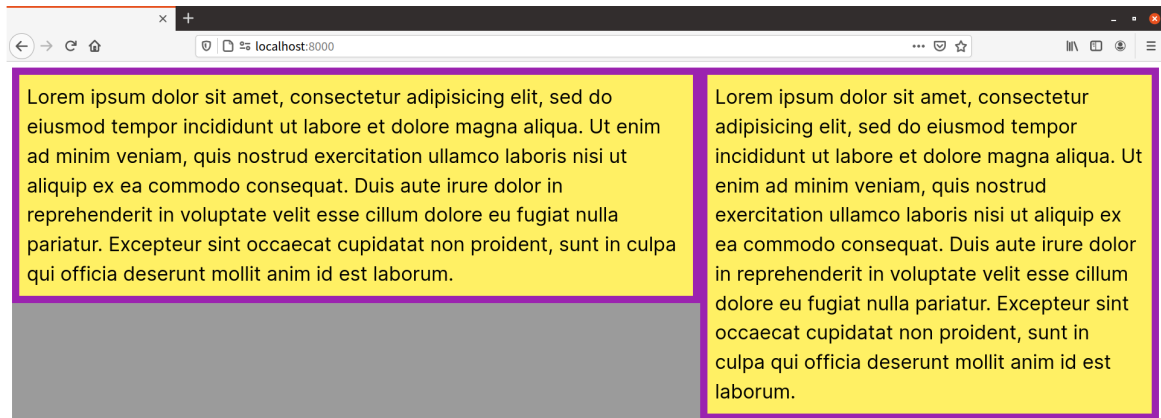 localhost:8000
Lorem ipsum dolor sit amet, consectetur adipisicing elit, sed do
eiusmod tempor incididunt ut labore et dolore magna aliqua. Ut enim
ad minim veniam, quis nostrud exercitation ullamco laboris nisi ut
aliquip ex ea commodo consequat. Duis aute irure dolor in
reprehenderit in voluptate velit esse cillum dolore eu fugiat nulla
pariatur. Excepteur sint occaecat cupidatat non proident, sunt in culpa
qui officia deserunt mollit anim id est laborum.
Lorem ipsum dolor sit amet, consectetur
adipisicing elit, sed do eiusmod tempor
incididunt ut labore et dolore magna aliqua. Ut
enim ad minim veniam, quis nostrud
exercitation ullamco laboris nisi ut aliquip ex
ea commodo consequat. Duis aute irure dolor
in reprehenderit in voluptate velit esse cillum
dolore eu fugiat nulla pariatur. Excepteur sint
occaecat cupidatat non proident, sunt in
culpa qui officia deserunt mollit anim id est
laborum.